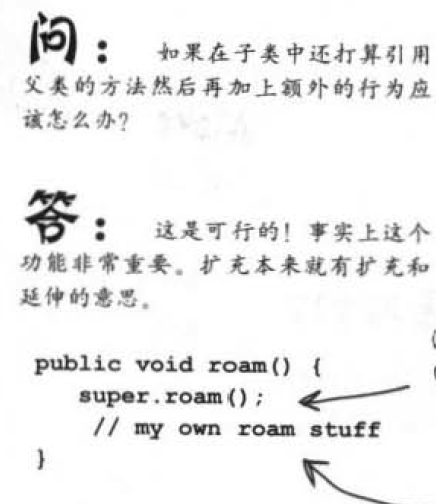 问： 如果在子类中还打算引用
父类的方法然后再加上额外的行为应
该怎么办?
答： 这是可行的! 事实上这个
功能非常重要。扩充本来就有扩充和
延伸的意思。
public void roam() {
super.roam();
// my own roam stuff
}